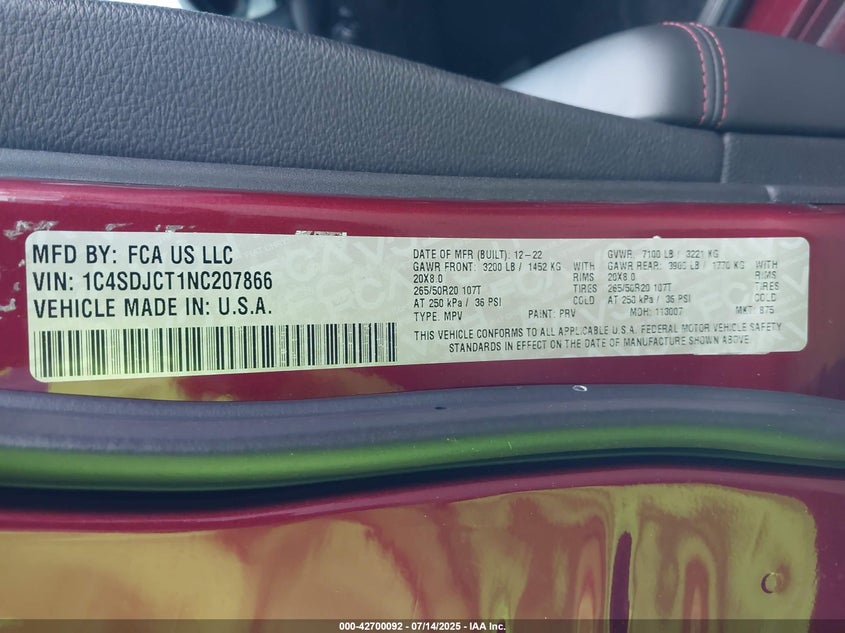 MFD BY: FCA US LLC
VIN: 1C4SDJCT1NC207866
VEHICLE MADE IN: U.S.A.
DATE OF MFR (BUILT): 12-22 GVWR: 7100 LB / 3221 KG
GAWR FRONT: 3200 LB / 1452 KG WITH GAWR REAR: 3900 LB / 1770 KG WITH
20X8.0 RIMS 20X8.0 RIMS
265/50R20 107T TIRES 265/50R20 107T TIRES
AT 250 kPa / 36 PSI COLD AT 250 kPa / 36 PSI COLD
TYPE: MPV PAINT: PRV MDH: 113007 MKT: 975
THIS VEHICLE CONFORMS TO ALL APPLICABLE U.S.A. FEDERAL MOTOR VEHICLE SAFETY
STANDARDS IN EFFECT ON THE DATE OF MANUFACTURE SHOWN ABOVE
000-42700092 - 07/14/2025 - IAA Inc.